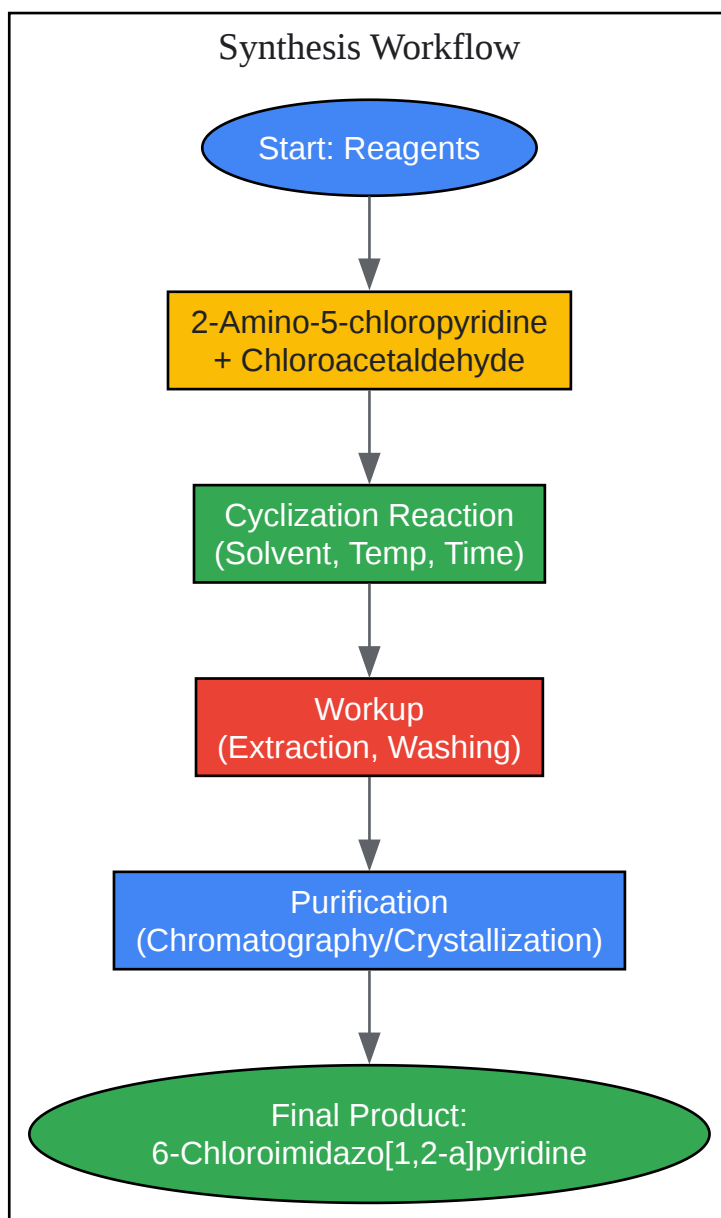 Synthesis Workflow
Start: Reagents
2-Amino-5-chloropyridine
+ Chloroacetaldehyde
Cyclization Reaction
(Solvent, Temp, Time)
Workup
(Extraction, Washing)
Purification
(Chromatography/Crystallization)
Final Product:
6-Chloroimidazo[1,2-a]pyridine